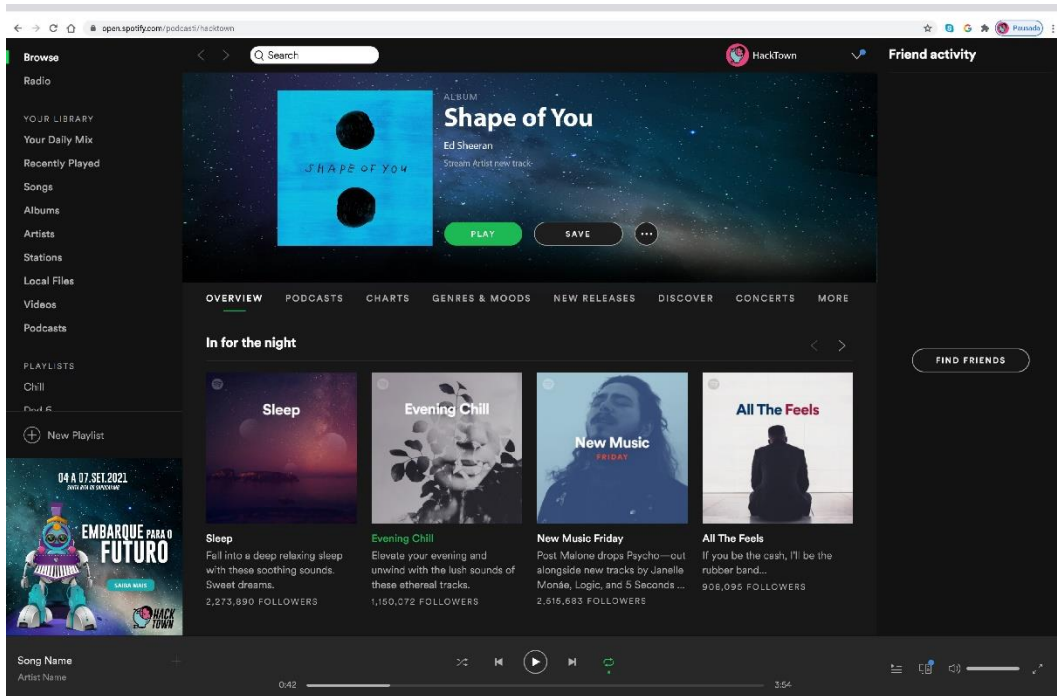 open.spotify.com/podcast/hacktown
Pausada
Browse
Radio
YOUR LIBRARY
Your Daily Mix
Recently Played
Songs
Albums
Artists
Stations
Local Files
Videos
Podcasts
PLAYLISTS
Chill
New Playlist
04 A 07.SET.2021
SANTA RITA DO SAPUCAÍ/MG
EMBARQUE PARA O
FUTURO
SAIBA MAIS
HACK
TOWN
Search
HackTown
ALBUM
Shape of You
Ed Sheeran
Stream Artist new track-
SHAPE OF YOU
PLAY
SAVE
OVERVIEW PODCASTS CHARTS GENRES & MOODS NEW RELEASES DISCOVER CONCERTS MORE
In for the night
Sleep
Sleep
Fall into a deep relaxing sleep
with these soothing sounds.
Sweet dreams.
2,273,890 FOLLOWERS
Evening Chill
Evening Chill
Elevate your evening and
unwind with the lush sounds of
these ethereal tracks.
1,150,072 FOLLOWERS
New Music
FRIDAY
New Music Friday
Post Malone drops Psycho—out
alongside new tracks by Janelle
Monáe, Logic, and 5 Seconds ...
2,515,683 FOLLOWERS
All The Feels
All The Feels
If you be the cash, I'll be the
rubber band...
908,095 FOLLOWERS
Friend activity
FIND FRIENDS
Song Name
Artist Name
0:42
3:54